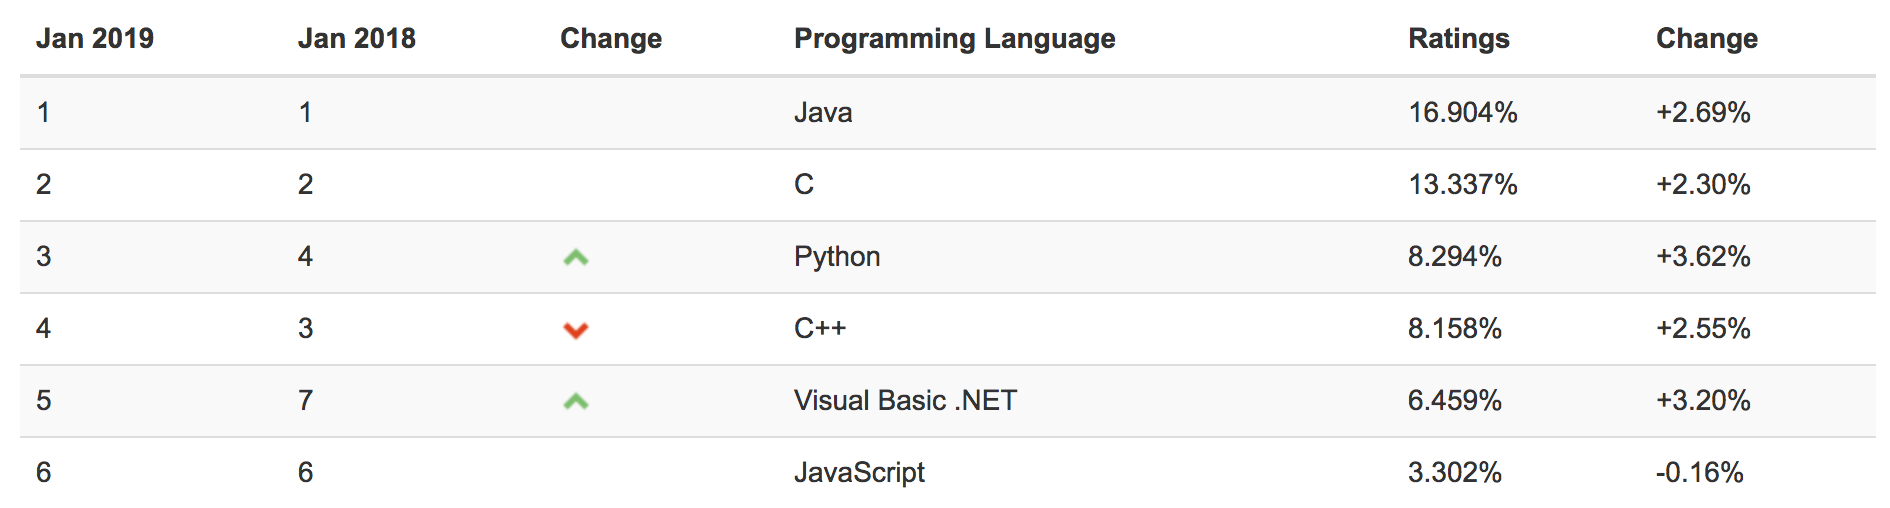 Jan 2019 Jan 2018 Change Programming Language Ratings Change
1 1 Java 16.904% +2.69%
2 2 C 13.337% +2.30%
3 4 Python 8.294% +3.62%
4 3 C++ 8.158% +2.55%
5 7 Visual Basic .NET 6.459% +3.20%
6 6 JavaScript 3.302% -0.16%